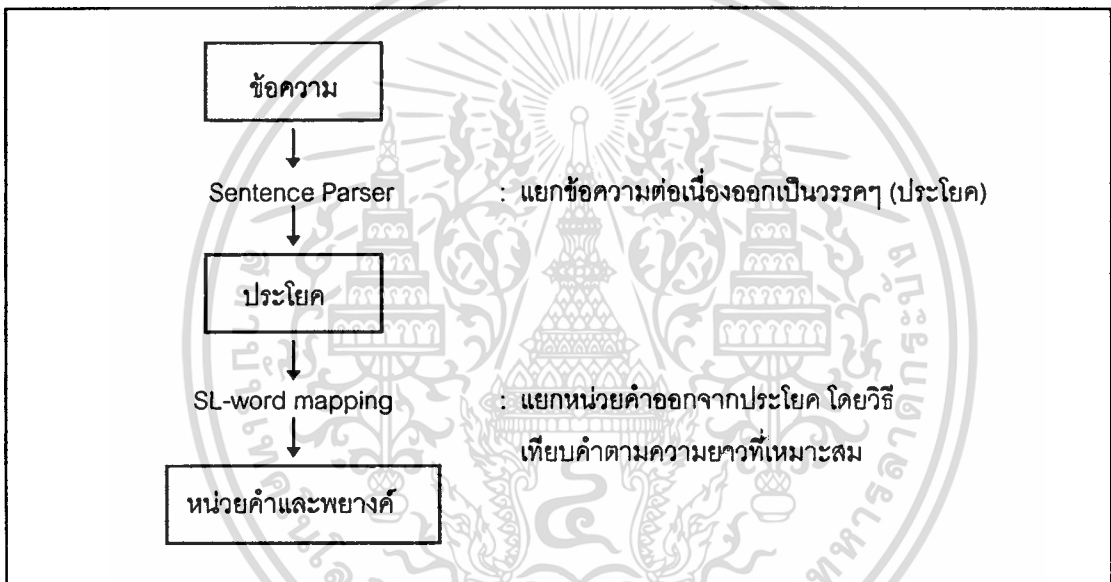 ข้อความ
Sentence Parser : แยกข้อความต่อเนื่องออกเป็นวรรคๆ (ประโยค)
ประโยค
SL-word mapping : แยกหน่วยคำออกจากประโยค โดยวิธี
เทียบคำตามความยาวที่เหมาะสม
หน่วยคำและพยางค์